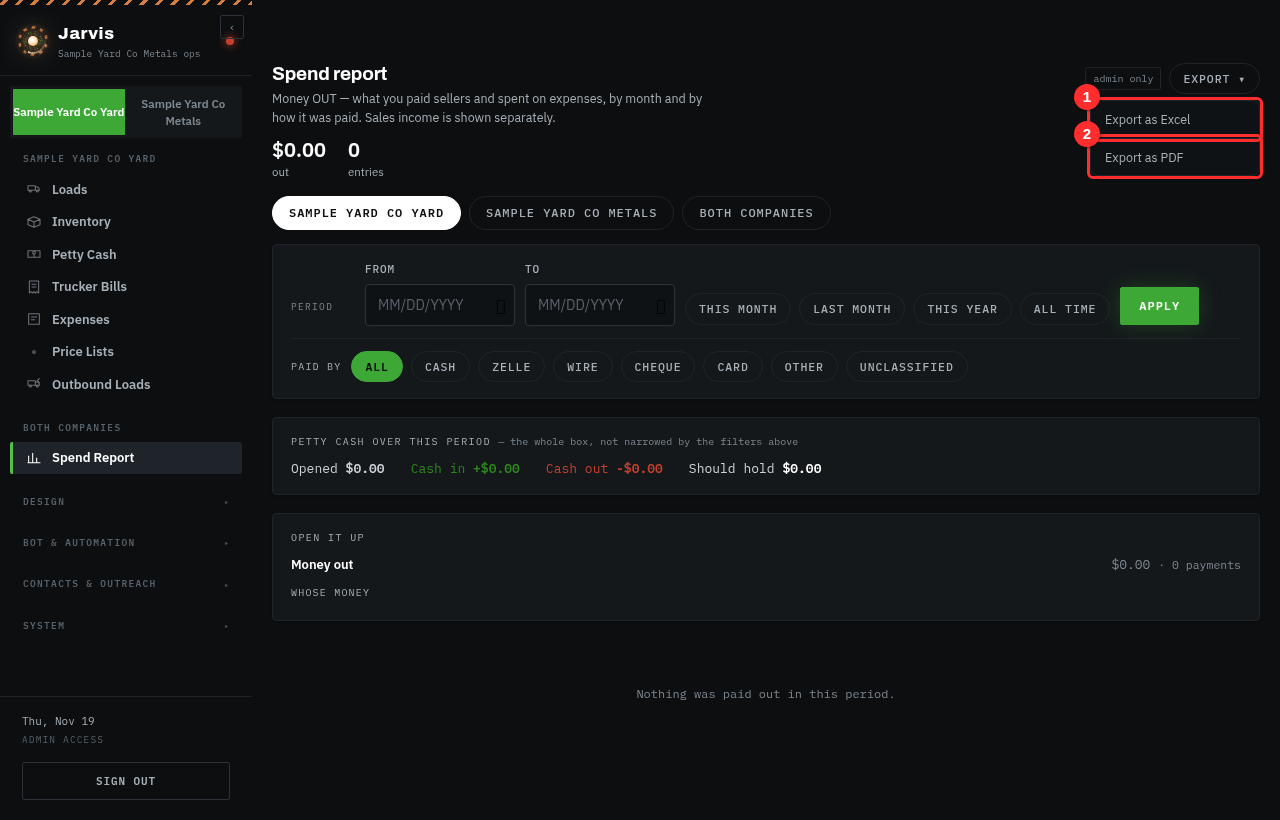 Jarvis
Sample Yard Co Metals ops
‹
Sample Yard Co Yard
Sample Yard Co
Metals
SAMPLE YARD CO YARD
Loads
Inventory
Petty Cash
Trucker Bills
Expenses
Price Lists
Outbound Loads
BOTH COMPANIES
Spend Report
DESIGN
BOT & AUTOMATION
CONTACTS & OUTREACH
SYSTEM
Thu, Nov 19
ADMIN ACCESS
SIGN OUT
Spend report
Money OUT — what you paid sellers and spent on expenses, by month and by
how it was paid. Sales income is shown separately.
admin only
EXPORT ▾
1
Export as Excel
2
Export as PDF
$0.00 0
out entries
SAMPLE YARD CO YARD SAMPLE YARD CO METALS BOTH COMPANIES
FROM TO
PERIOD MM/DD/YYYY MM/DD/YYYY THIS MONTH LAST MONTH THIS YEAR ALL TIME APPLY
PAID BY ALL CASH ZELLE WIRE CHEQUE CARD OTHER UNCLASSIFIED
PETTY CASH OVER THIS PERIOD — the whole box, not narrowed by the filters above
Opened $0.00 Cash in +$0.00 Cash out -$0.00 Should hold $0.00
OPEN IT UP
Money out $0.00 · 0 payments
WHOSE MONEY
Nothing was paid out in this period.